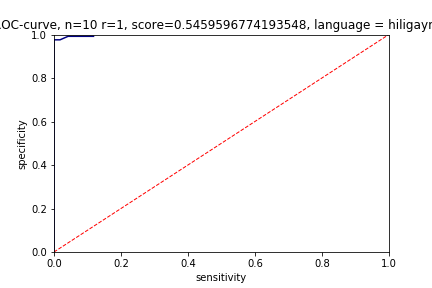 OC-curve, n=10 r=1, score=0.5459596774193548, language = hiligay
1.0
0.8
0.6
0.4
0.2
0.0
specificity
0.0 0.2 0.4 0.6 0.8 1.0
sensitivity